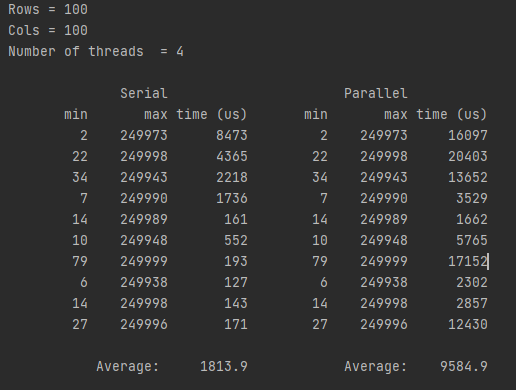 Rows = 100
Cols = 100
Number of threads  = 4
Serial Parallel
min max time (us) min max time (us)
2 249973 8473 2 249973 16097
22 249998 4365 22 249998 20403
34 249943 2218 34 249943 13652
7 249990 1736 7 249990 3529
14 249989 161 14 249989 1662
10 249948 552 10 249948 5765
79 249999 193 79 249999 17152
6 249938 127 6 249938 2302
14 249998 143 14 249998 2857
27 249996 171 27 249996 12430
Average: 1813.9 Average: 9584.9